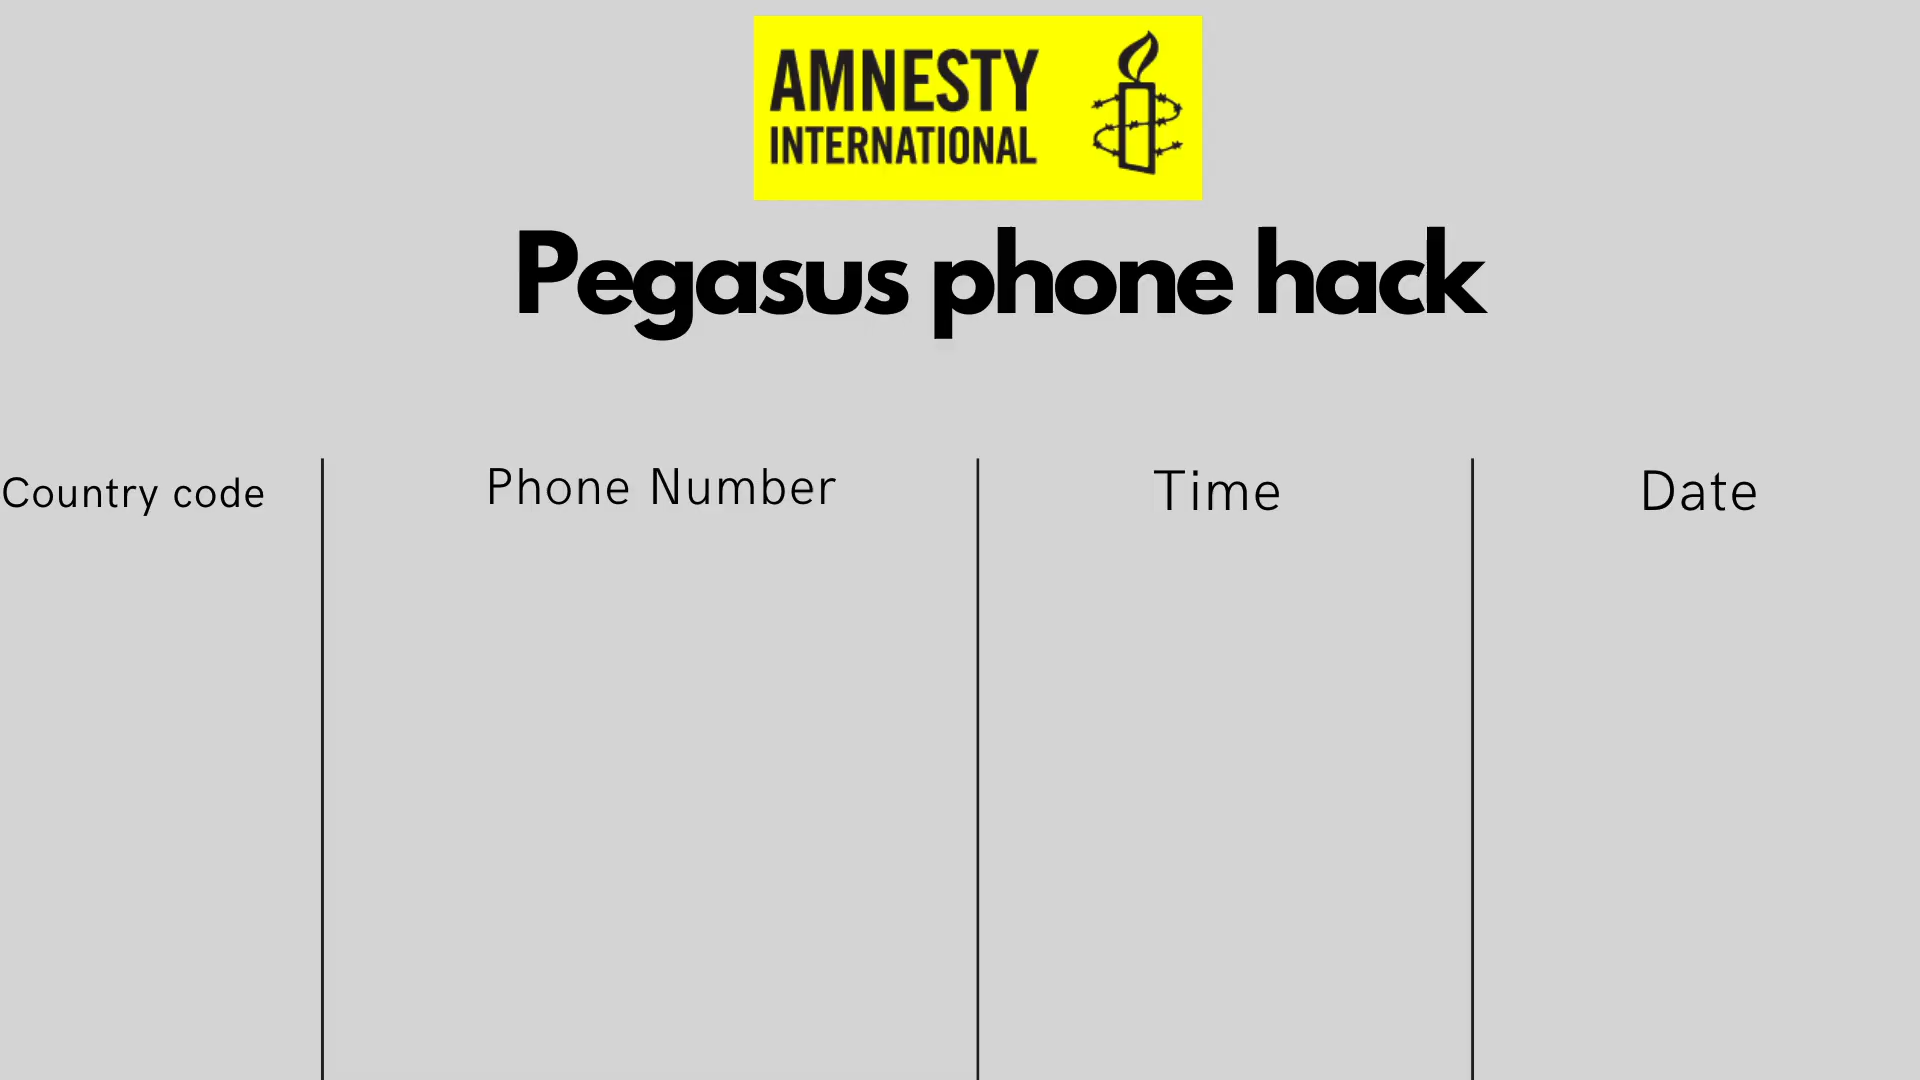 AMNESTY
INTERNATIONAL
Pegasus phone hack
Country code
Phone Number
Time
Date